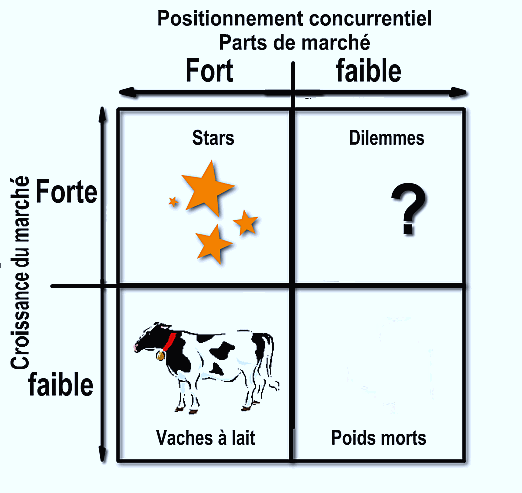 Positionnement concurrentiel
Parts de marché
Fort faible
Stars Dilemmes
?
Croissance du marché
Forte
faible
Vaches à lait Poids morts